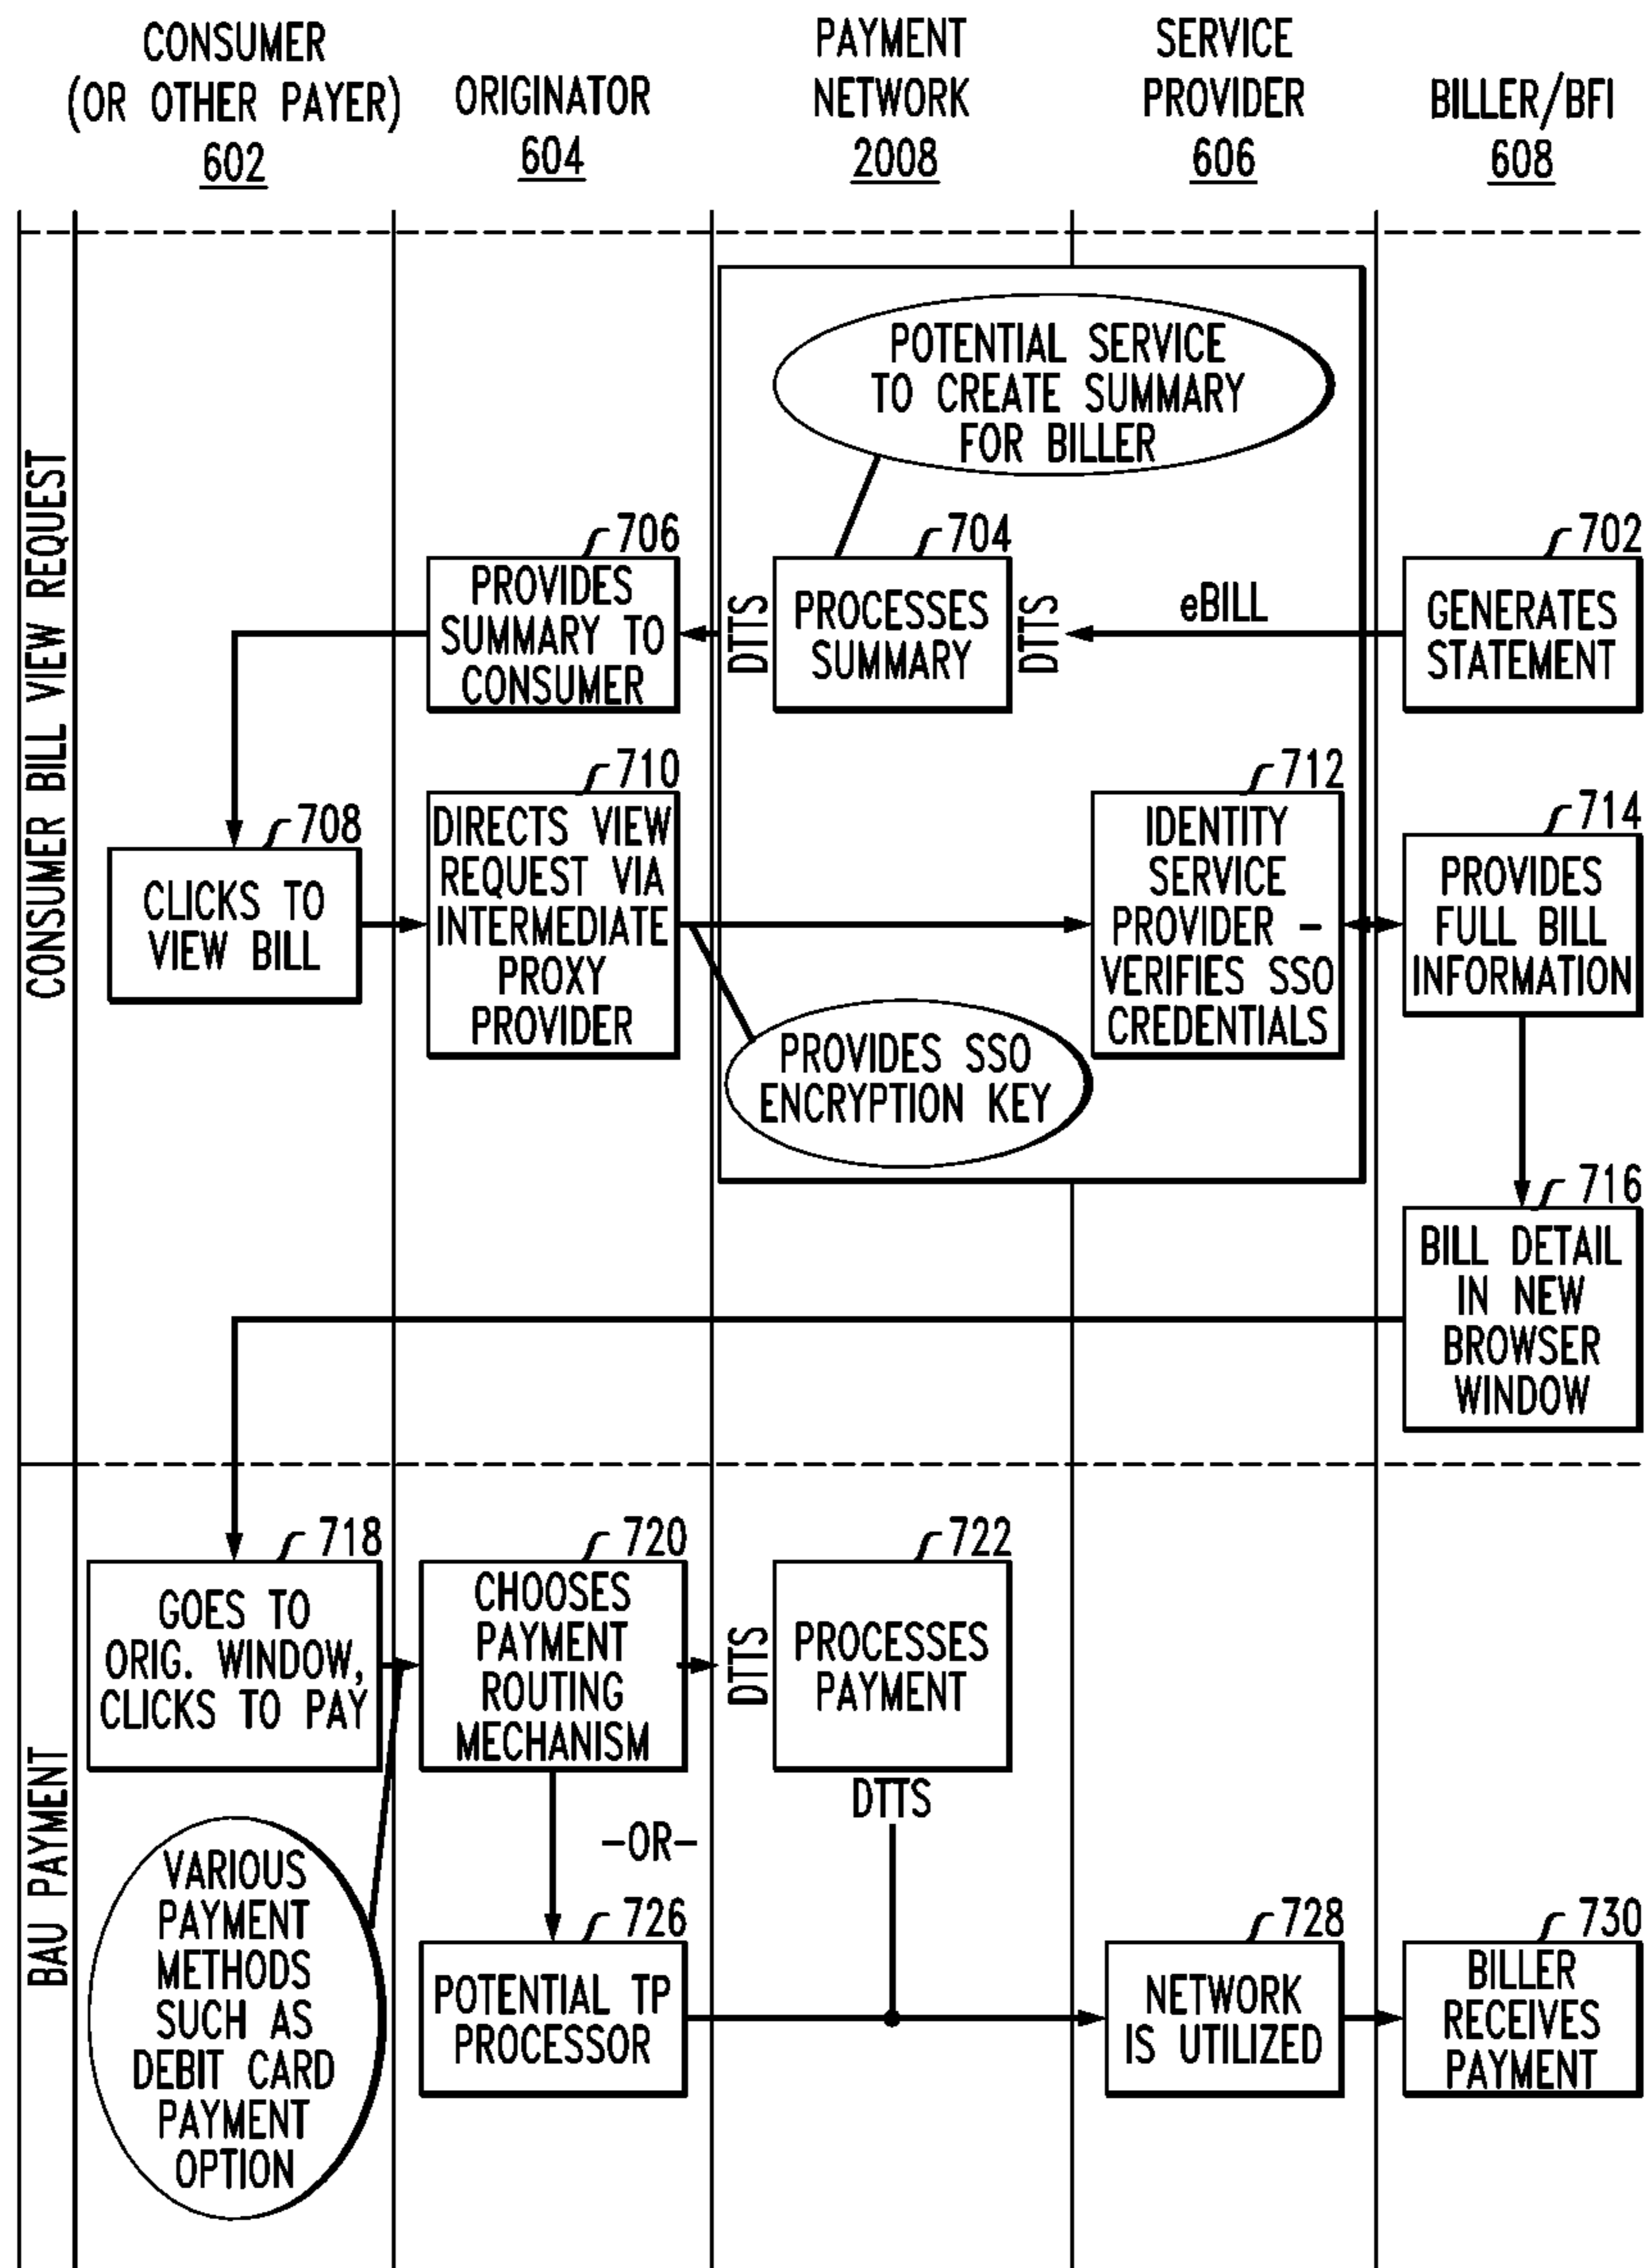 CONSUMER
(OR OTHER PAYER)
602
ORIGINATOR
604
PAYMENT
NETWORK
2008
SERVICE
PROVIDER
606
BILLER/BFI
608
CONSUMER BILL VIEW REQUEST
POTENTIAL SERVICE
TO CREATE SUMMARY
FOR BILLER
706
PROVIDES
SUMMARY TO
CONSUMER
DTTS
704
PROCESSES
SUMMARY
DTTS
eBILL
702
GENERATES
STATEMENT
708
CLICKS TO
VIEW BILL
710
DIRECTS VIEW
REQUEST VIA
INTERMEDIATE
PROXY
PROVIDER
712
IDENTITY
SERVICE
PROVIDER –
VERIFIES SSO
CREDENTIALS
714
PROVIDES
FULL BILL
INFORMATION
PROVIDES SSO
ENCRYPTION KEY
716
BILL DETAIL
IN NEW
BROWSER
WINDOW
BAU PAYMENT
718
GOES TO
ORIG. WINDOW,
CLICKS TO PAY
720
CHOOSES
PAYMENT
ROUTING
MECHANISM
DTTS
722
PROCESSES
PAYMENT
DTTS
–OR–
VARIOUS
PAYMENT
METHODS
SUCH AS
DEBIT CARD
PAYMENT
OPTION
726
POTENTIAL TP
PROCESSOR
728
NETWORK
IS UTILIZED
730
BILLER
RECEIVES
PAYMENT